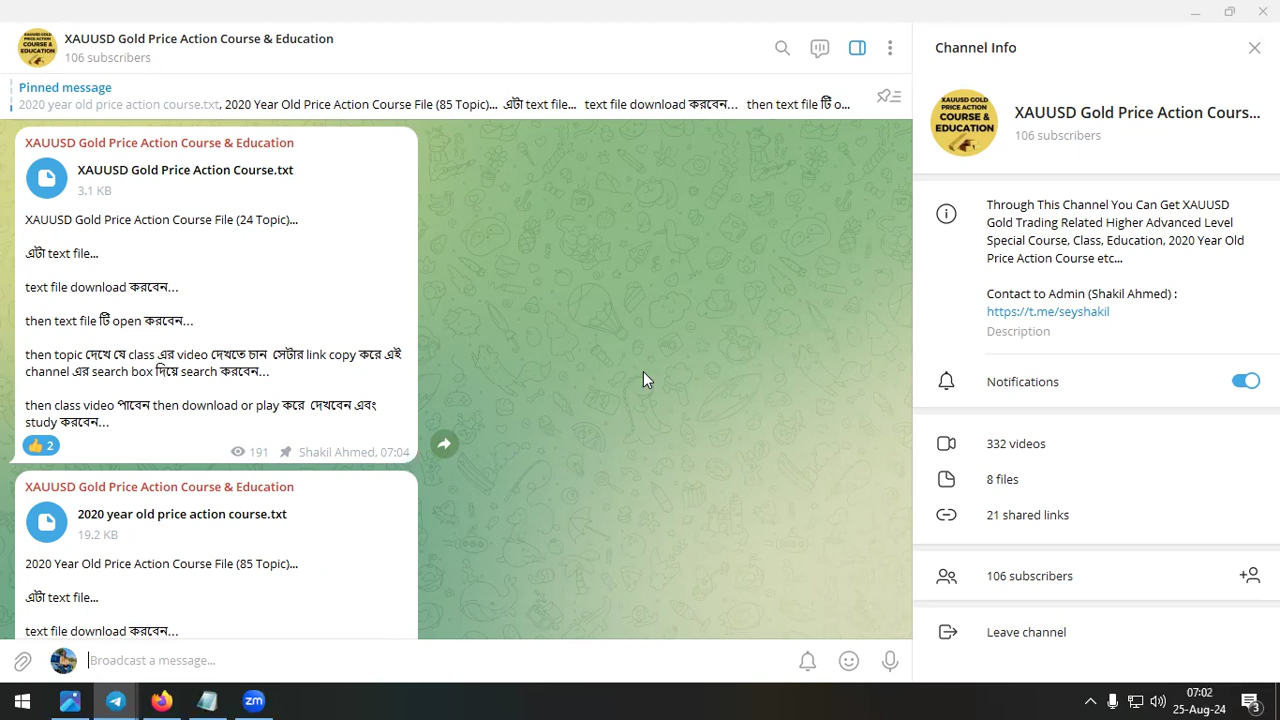 XAUUSD Gold Price Action Course & Education
106 subscribers
Pinned message
2020 year old price action course.txt, 2020 Year Old Price Action Course File (85 Topic)... এটা text file... text file download করবেন... then text file টি o...
XAUUSD Gold Price Action Course & Education
XAUUSD Gold Price Action Course.txt
3.1 KB
XAUUSD Gold Price Action Course File (24 Topic)...
এটা text file...
text file download করবেন...
then text file টি open করবেন...
then topic দেখে যে class এর video দেখতে চান সেটার link copy করে এই
channel এর search box দিয়ে search করবেন...
then class video পাবেন then download or play করে দেখবেন এবং
study করবেন...
👍 2
191 Shakil Ahmed, 07:04
XAUUSD Gold Price Action Course & Education
2020 year old price action course.txt
19.2 KB
2020 Year Old Price Action Course File (85 Topic)...
এটা text file...
text file download করবেন...
Broadcast a message...
Channel Info
XAUUSD GOLD
PRICE ACTION
COURSE &
EDUCATION
XAUUSD Gold Price Action Cours...
106 subscribers
Through This Channel You Can Get XAUUSD
Gold Trading Related Higher Advanced Level
Special Course, Class, Education, 2020 Year Old
Price Action Course etc...
Contact to Admin (Shakil Ahmed) :
https://t.me/seyshakil
Description
Notifications
332 videos
8 files
21 shared links
106 subscribers
Leave channel
zm
07:02
25-Aug-24
3